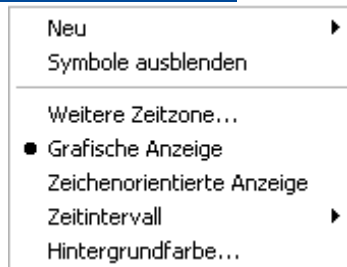 Neu
Symbole ausblenden
Weitere Zeitzone...
Grafische Anzeige
Zeichenorientierte Anzeige
Zeitintervall
Hintergrundfarbe...